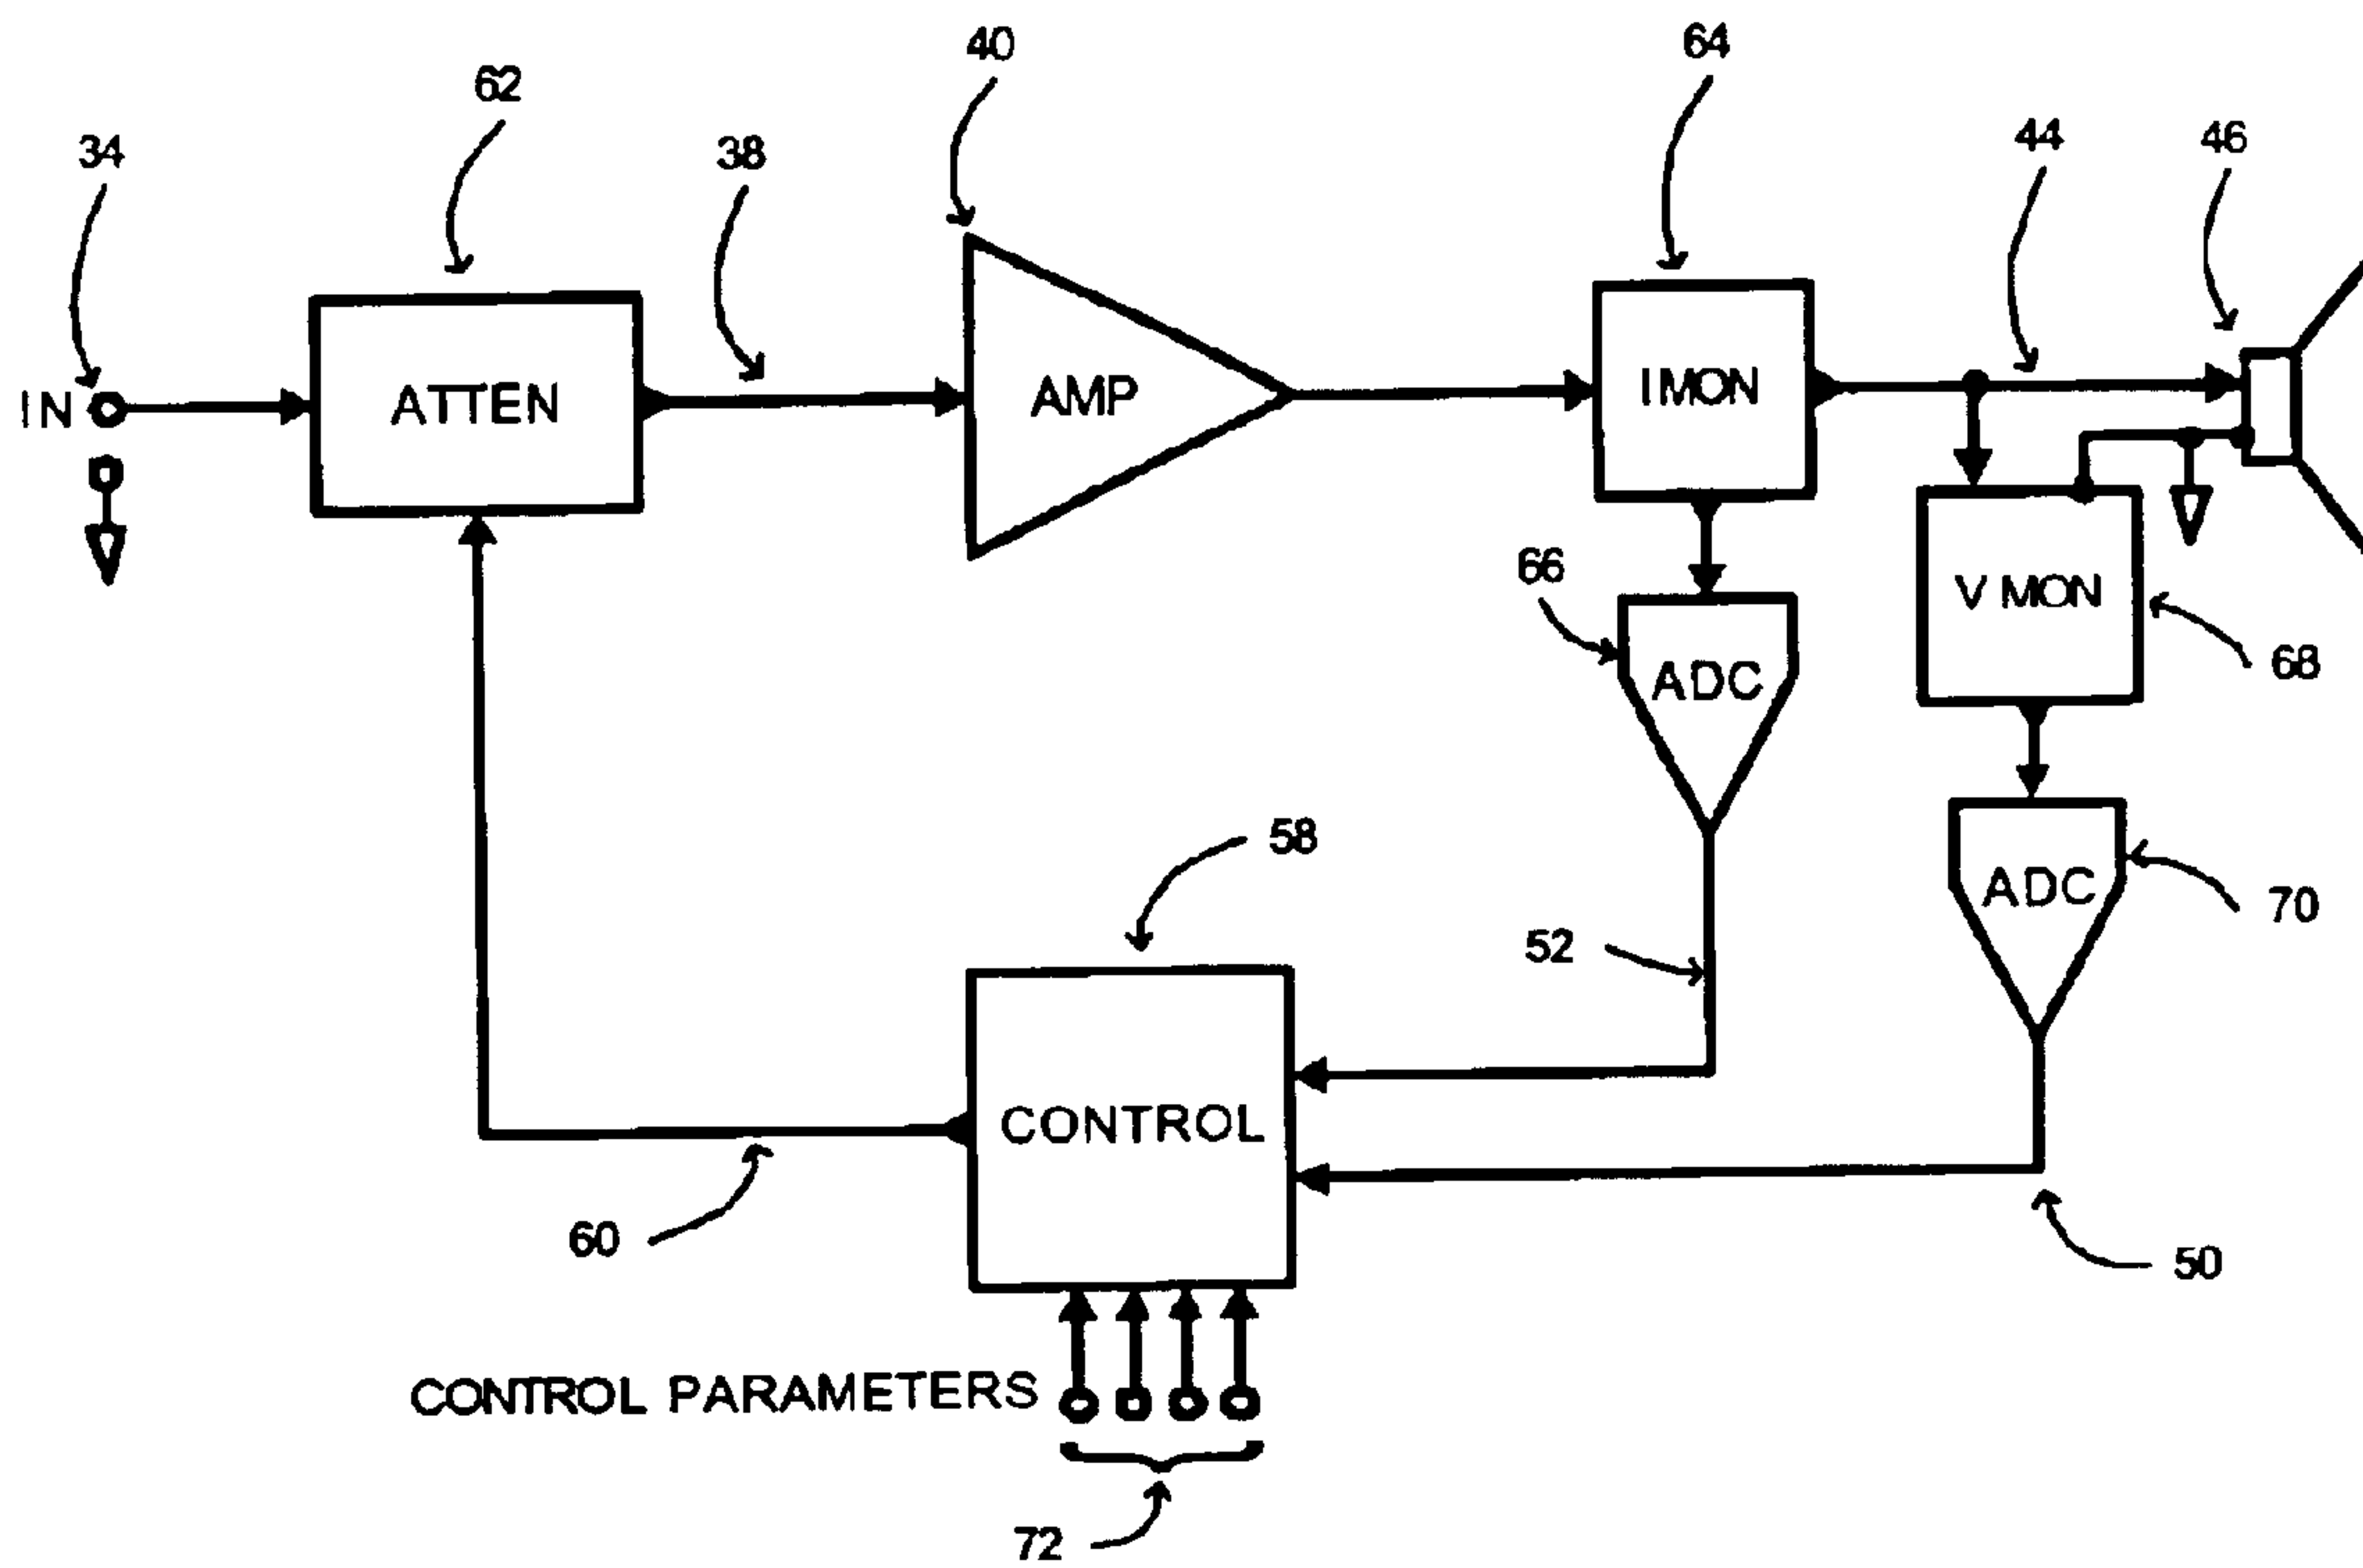 40
64
62
34
38
44
46
IN
ATTEN
AMP
IMON
66
V MON
68
ADC
58
ADC
70
52
CONTROL
60
50
CONTROL PARAMETERS
72